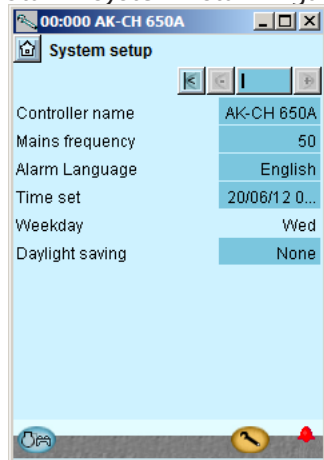 00:000 AK-CH 650A
System setup
Controller name AK-CH 650A
Mains frequency 50
Alarm Language English
Time set 20/06/12 0...
Weekday Wed
Daylight saving None